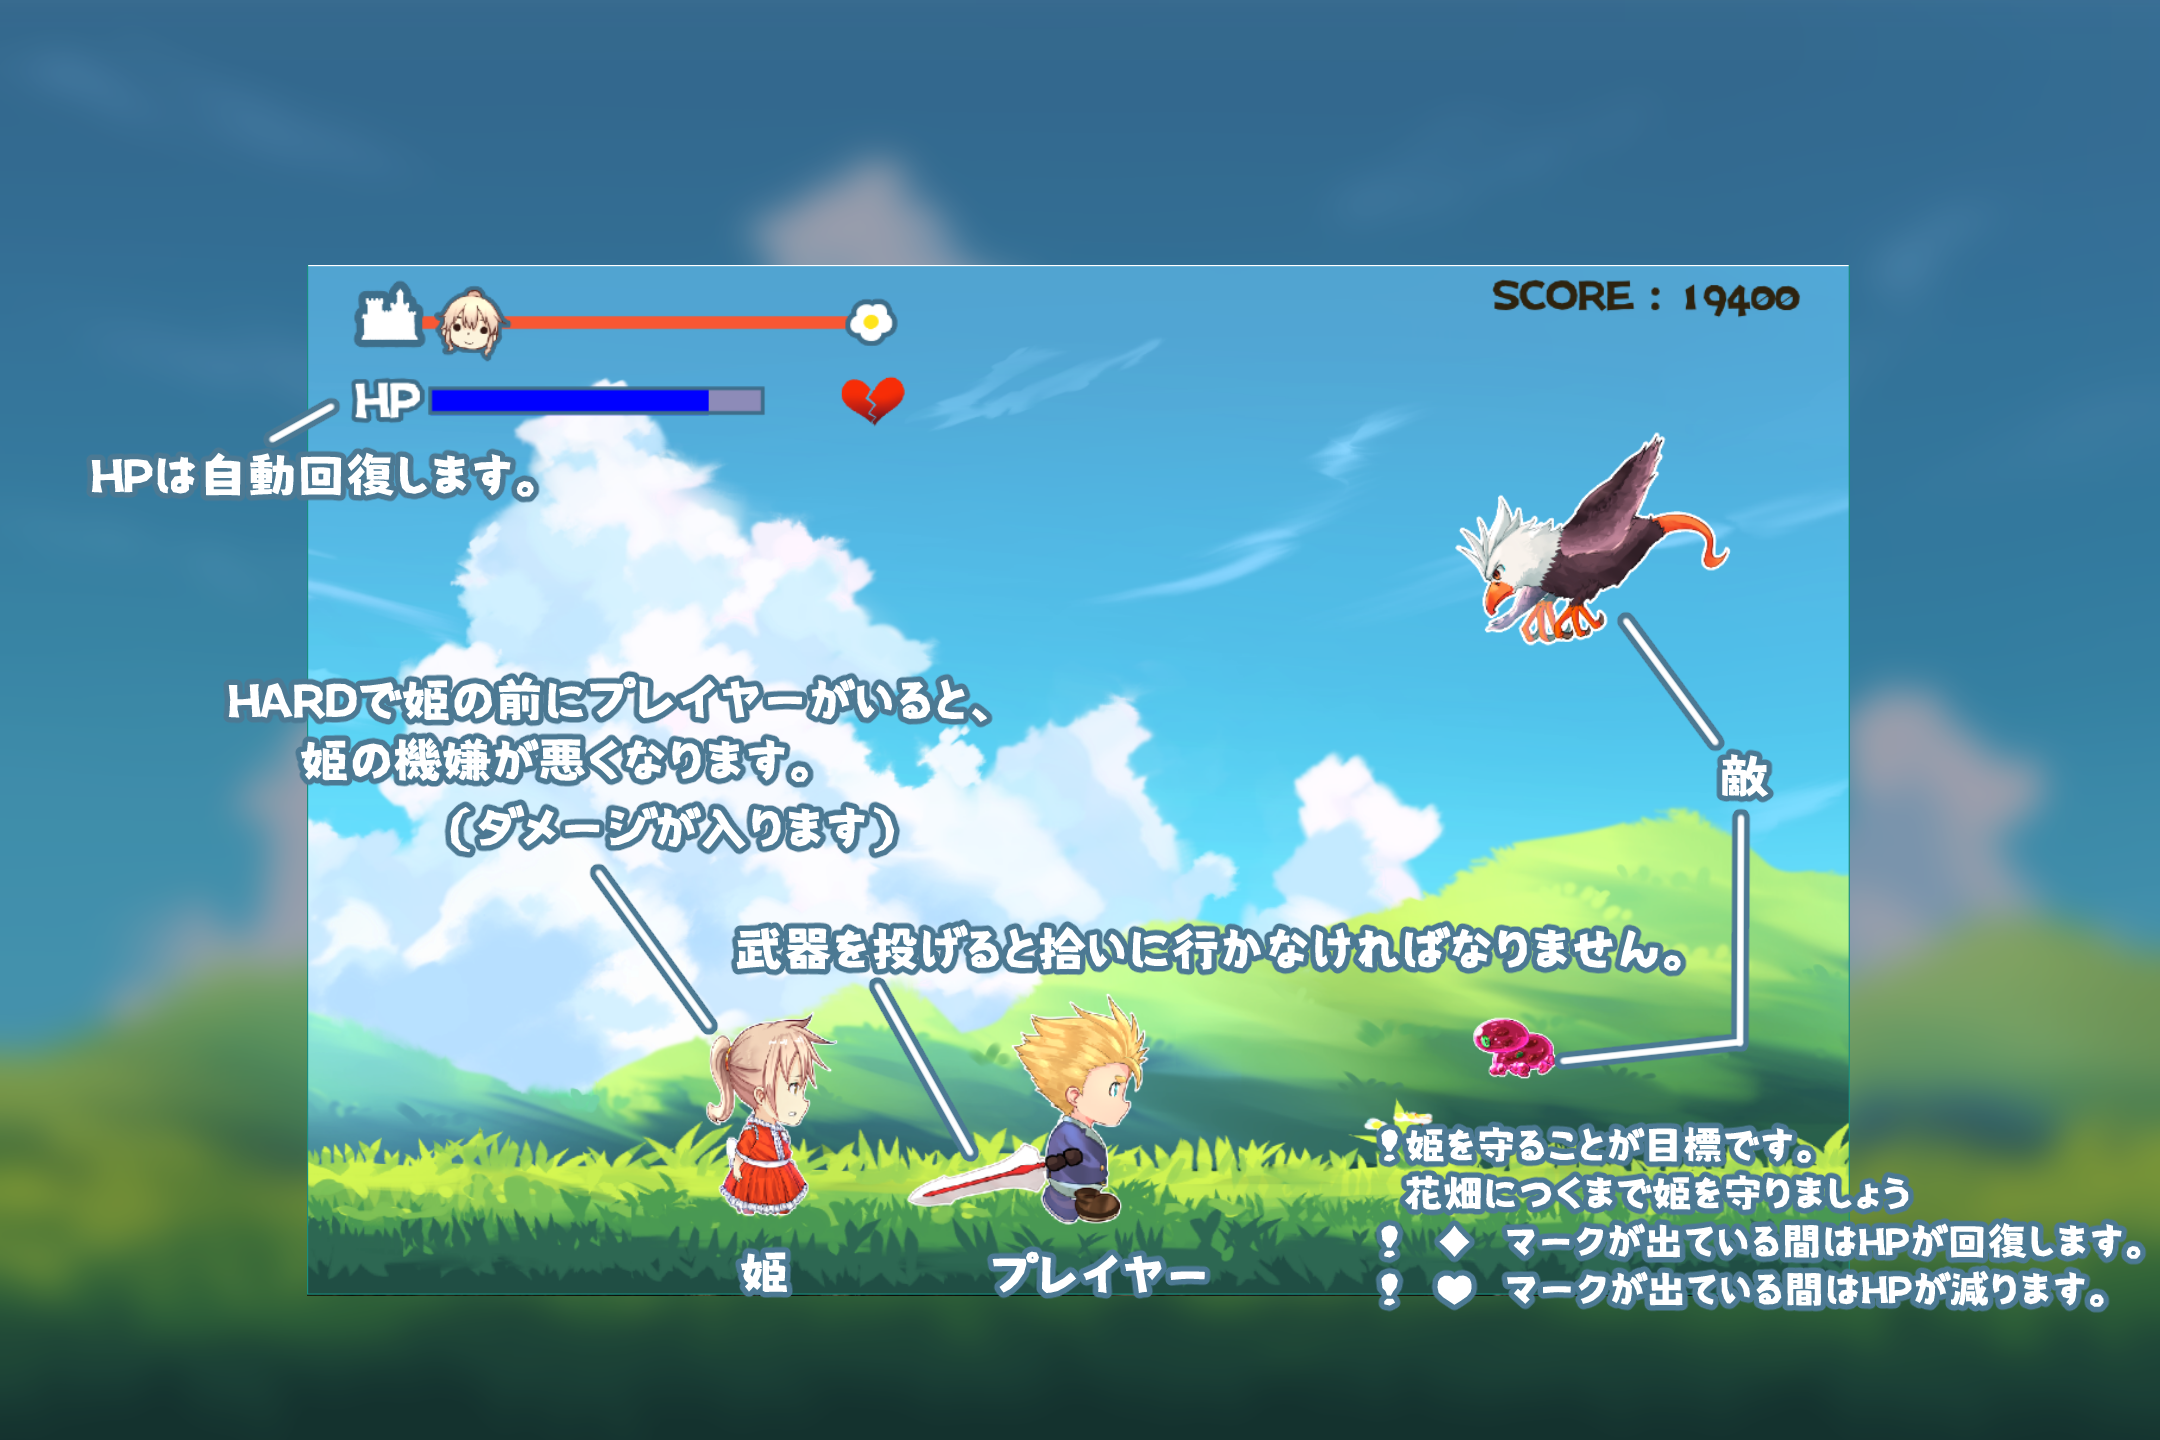 SCORE : 19400
HP
HPは自動回復します。
HARDで姫の前にプレイヤーがいると、
姫の機嫌が悪くなります。
(ダメージが入ります)
敵
武器を投げると拾いに行かなければなりません。
姫
プレイヤー
!姫を守ることが目標です。
花畑につくまで姫を守りましょう
! ◆ マークが出ている間はHPが回復します。
! ♥ マークが出ている間はHPが減ります。